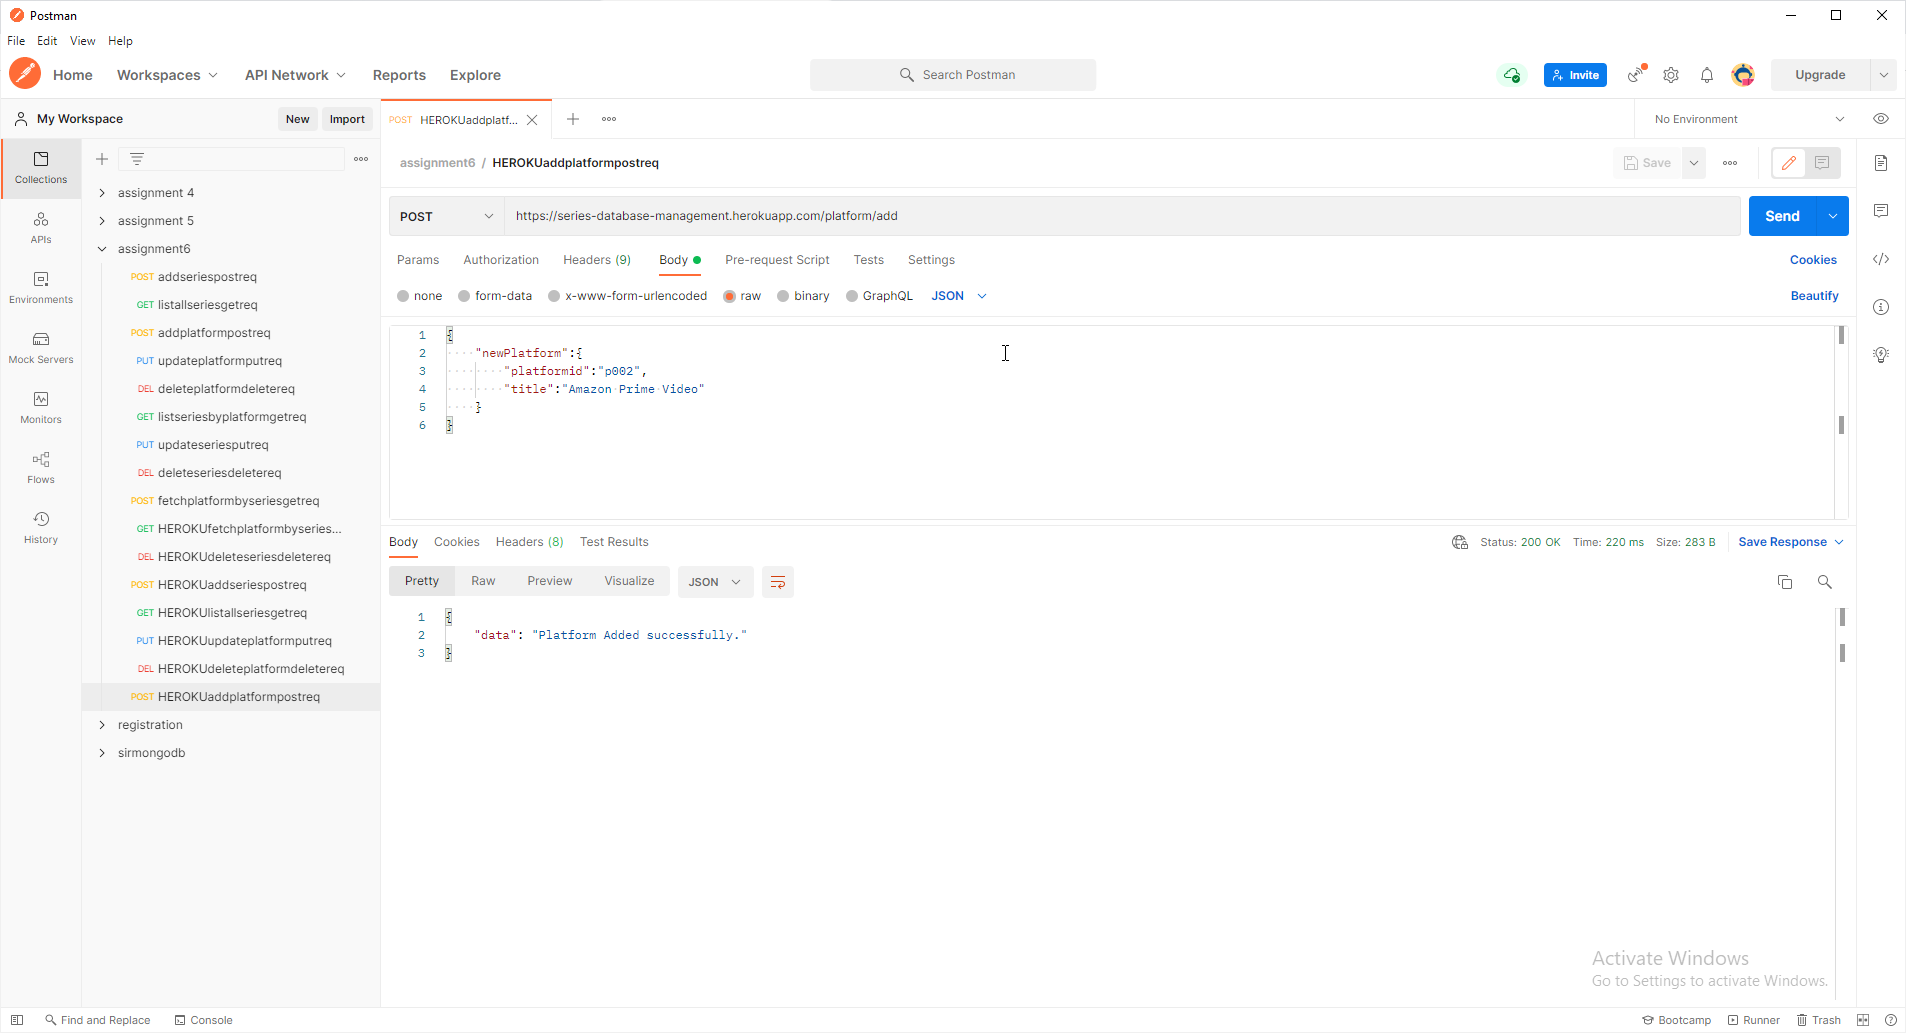 Postman
File Edit View Help
Home Workspaces API Network Reports Explore Search Postman Invite Upgrade
My Workspace New Import POST HEROKUaddplatf... No Environment
Collections
APIs
Environments
Mock Servers
Monitors
Flows
History
assignment 4
assignment 5
assignment6
POST addseriespostreq
GET listallseriesgetreq
POST addplatformpostreq
PUT updateplatformputreq
DEL deleteplatformdeletereq
GET listseriesbyplatformgetreq
PUT updateseriesputreq
DEL deleteseriesdeletereq
POST fetchplatformbyseriesgetreq
GET HEROKUfetchplatformbyseries...
DEL HEROKUdeleteseriesdeletereq
POST HEROKUaddseriespostreq
GET HEROKUlistallseriesgetreq
PUT HEROKUupdateplatformputreq
DEL HEROKUdeleteplatformdeletereq
POST HEROKUaddplatformpostreq
registration
sirmongodb
assignment6 / HEROKUaddplatformpostreq Save
POST https://series-database-management.herokuapp.com/platform/add Send
Params Authorization Headers (9) Body Pre-request Script Tests Settings Cookies
none form-data x-www-form-urlencoded raw binary GraphQL JSON Beautify
1 {
2 "newPlatform":{
3 "platformid":"p002",
4 "title":"Amazon Prime Video"
5 }
6 }
Body Cookies Headers (8) Test Results Status: 200 OK Time: 220 ms Size: 283 B Save Response
Pretty Raw Preview Visualize JSON
1 {
2 "data": "Platform Added successfully."
3 }
Activate Windows
Go to Settings to activate Windows.
Find and Replace Console Bootcamp Runner Trash